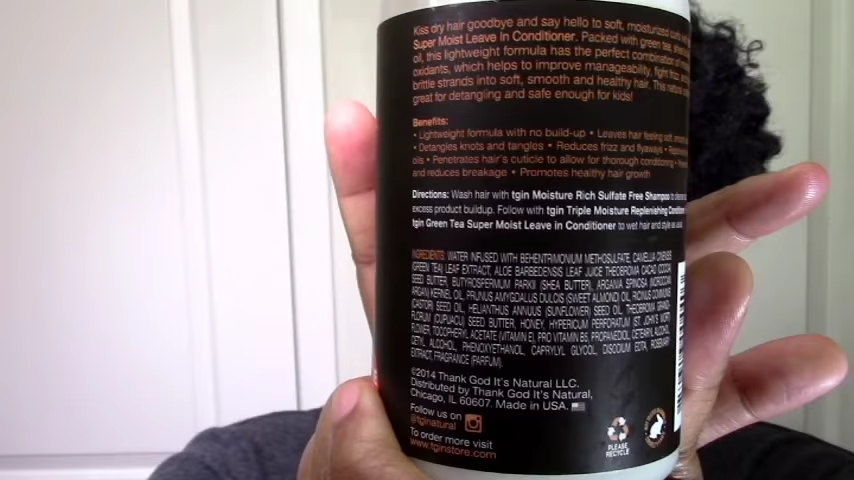 Kiss dry hair goodbye and say hello to soft, moisturized curls
Super Moist Leave In Conditioner. Packed with green tea,
oil, this lightweight formula has the perfect combination of
oxidants, which helps to improve manageability, fight frizz
brittle strands into soft, smooth and healthy hair. This natural
great for detangling and safe enough for kids!
Benefits:
• Lightweight formula with no build-up • Leaves hair feeling soft,
• Detangles knots and tangles • Reduces frizz and flyaways •
oils • Penetrates hair's cuticle to allow for thorough conditioning •
and reduces breakage • Promotes healthy hair growth
Directions: Wash hair with tgin Moisture Rich Sulfate Free Shampoo to
excess product buildup. Follow with tgin Triple Moisture Replenishing Conditioner
tgin Green Tea Super Moist Leave in Conditioner to wet hair and style as
INGREDIENTS: WATER INFUSED WITH BEHENTRIMONIUM METHOSULFATE, CAMELLIA
(GREEN TEA) LEAF EXTRACT, ALOE BARBEDENSIS LEAF JUICE THEOBROMA CACAO (COCOA)
SEED BUTTER, BUTYROSPERMUM PARKII (SHEA BUTTER), ARGANIA SPINOSA (MOROCCAN
ARGAN) KERNEL OIL, PRUNUS AMYGDALUS DULCIS (SWEET ALMOND) OIL, RICINUS COMMUNIS
(CASTOR) SEED OIL, HELIANTHUS ANNUUS (SUNFLOWER) SEED OIL, THEOBROMA GRAND-
FLORUM (CUPUACU) SEED BUTTER, HONEY, HYPERICUM PERFORATUM (ST. JOHN'S WORT)
FLOWER, TOCOPHERYL ACETATE (VITAMIN E), PRO VITAMIN B5, PROPANEDIOL, CETEARYL ALCOHOL,
CETYL ALCOHOL, PHENOXYETHANOL, CAPRYLYL GLYCOL, DISODIUM EDTA, ROSEMARY
EXTRACT, FRAGRANCE (PARFUM).
©2014 Thank God It's Natural LLC.
Distributed by Thank God It's Natural,
Chicago, IL 60607. Made in USA.
Follow us on
@tginatural
To order more visit
www.tginstore.com
PLEASE
RECYCLE